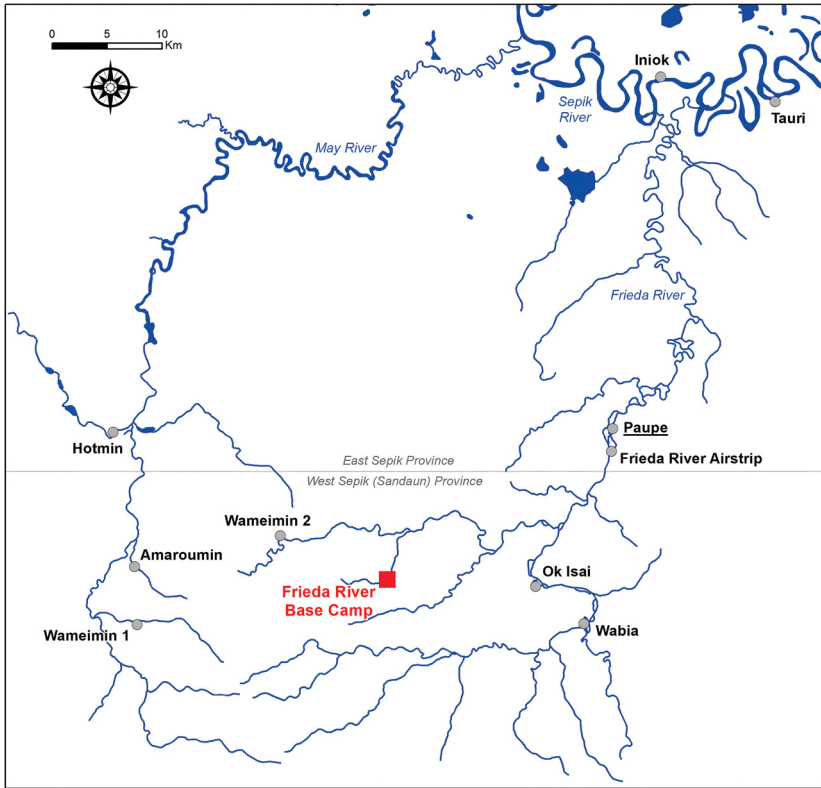 0 5 10
Km
Iniok
Sepik
River
Tauri
May River
Frieda River
Paupe
Hotmin
East Sepik Province
Frieda River Airstrip
West Sepik (Sandaun) Province
Wameimin 2
Amaroumin
Ok Isai
Frieda River
Base Camp
Wameimin 1
Wabia